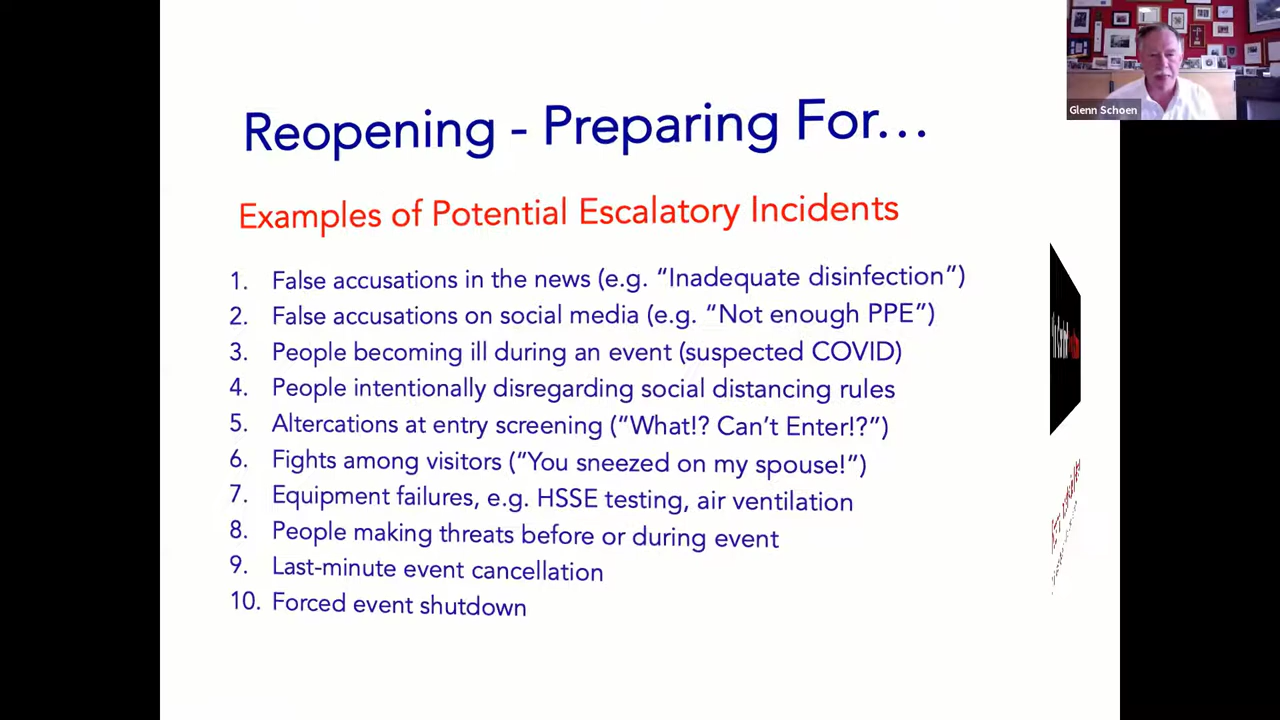 Reopening - Preparing For…
Examples of Potential Escalatory Incidents
1. False accusations in the news (e.g. “Inadequate disinfection”)
2. False accusations on social media (e.g. “Not enough PPE”)
3. People becoming ill during an event (suspected COVID)
4. People intentionally disregarding social distancing rules
5. Altercations at entry screening (“What!? Can’t Enter!?”)
6. Fights among visitors (“You sneezed on my spouse!”)
7. Equipment failures, e.g. HSSE testing, air ventilation
8. People making threats before or during event
9. Last-minute event cancellation
10. Forced event shutdown
Glenn Schoen